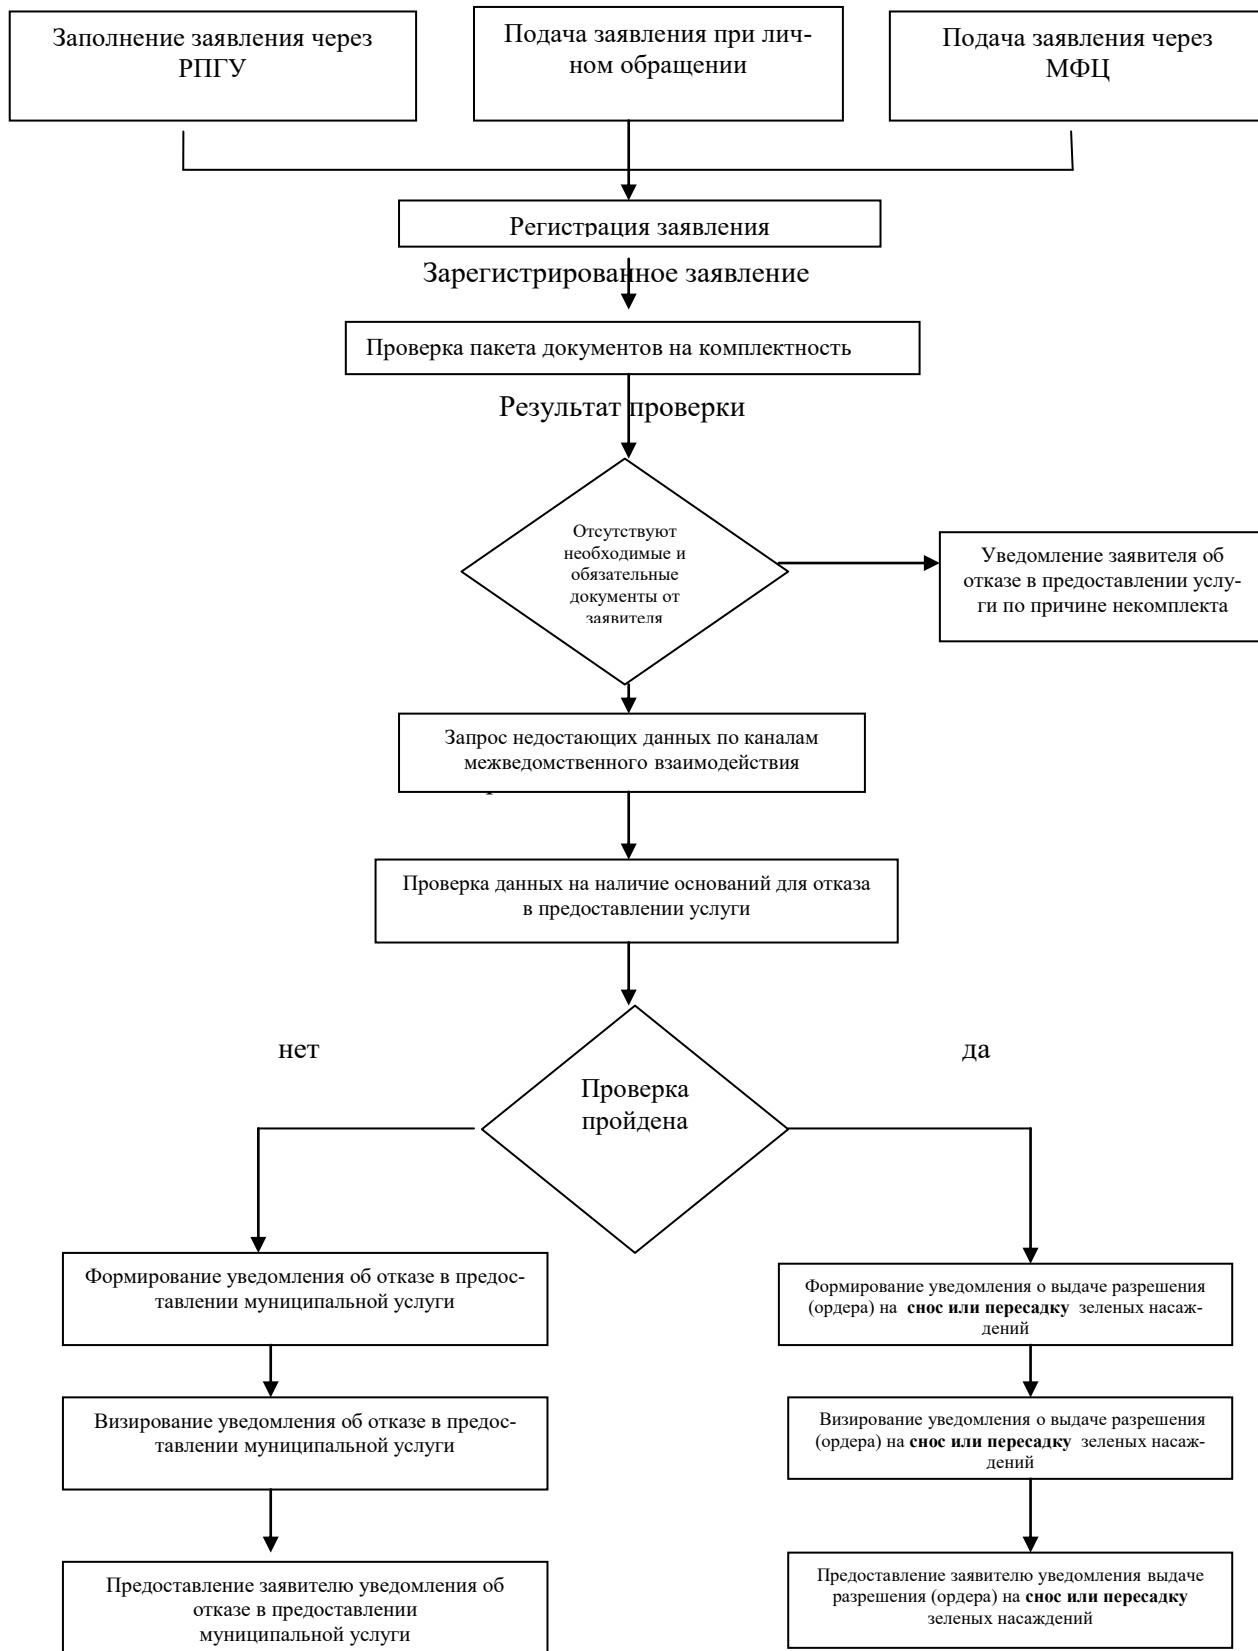 Заполнение заявления через
РПГУ
Подача заявления при лич-
ном обращении
Подача заявления через
МФЦ
Регистрация заявления
Зарегистрированное заявление
Проверка пакета документов на комплектность
Результат проверки
Отсутствуют
необходимые и
обязательные
документы от
заявителя
Уведомление заявителя об
отказе в предоставлении услу-
ги по причине некомплекта
Запрос недостающих данных по каналам
межведомственного взаимодействия
Проверка данных на наличие оснований для отказа
в предоставлении услуги
нет
да
Проверка
пройдена
Формирование уведомления об отказе в предос-
тавлении муниципальной услуги
Формирование уведомления о выдаче разрешения
(ордера) на снос или пересадку зеленых насаж-
дений
Визирование уведомления об отказе в предос-
тавлении муниципальной услуги
Визирование уведомления о выдаче разрешения
(ордера) на снос или пересадку зеленых насаж-
дений
Предоставление заявителю уведомления об
отказе в предоставлении
муниципальной услуги
Предоставление заявителю уведомления выдаче
разрешения (ордера) на снос или пересадку
зеленых насаждений